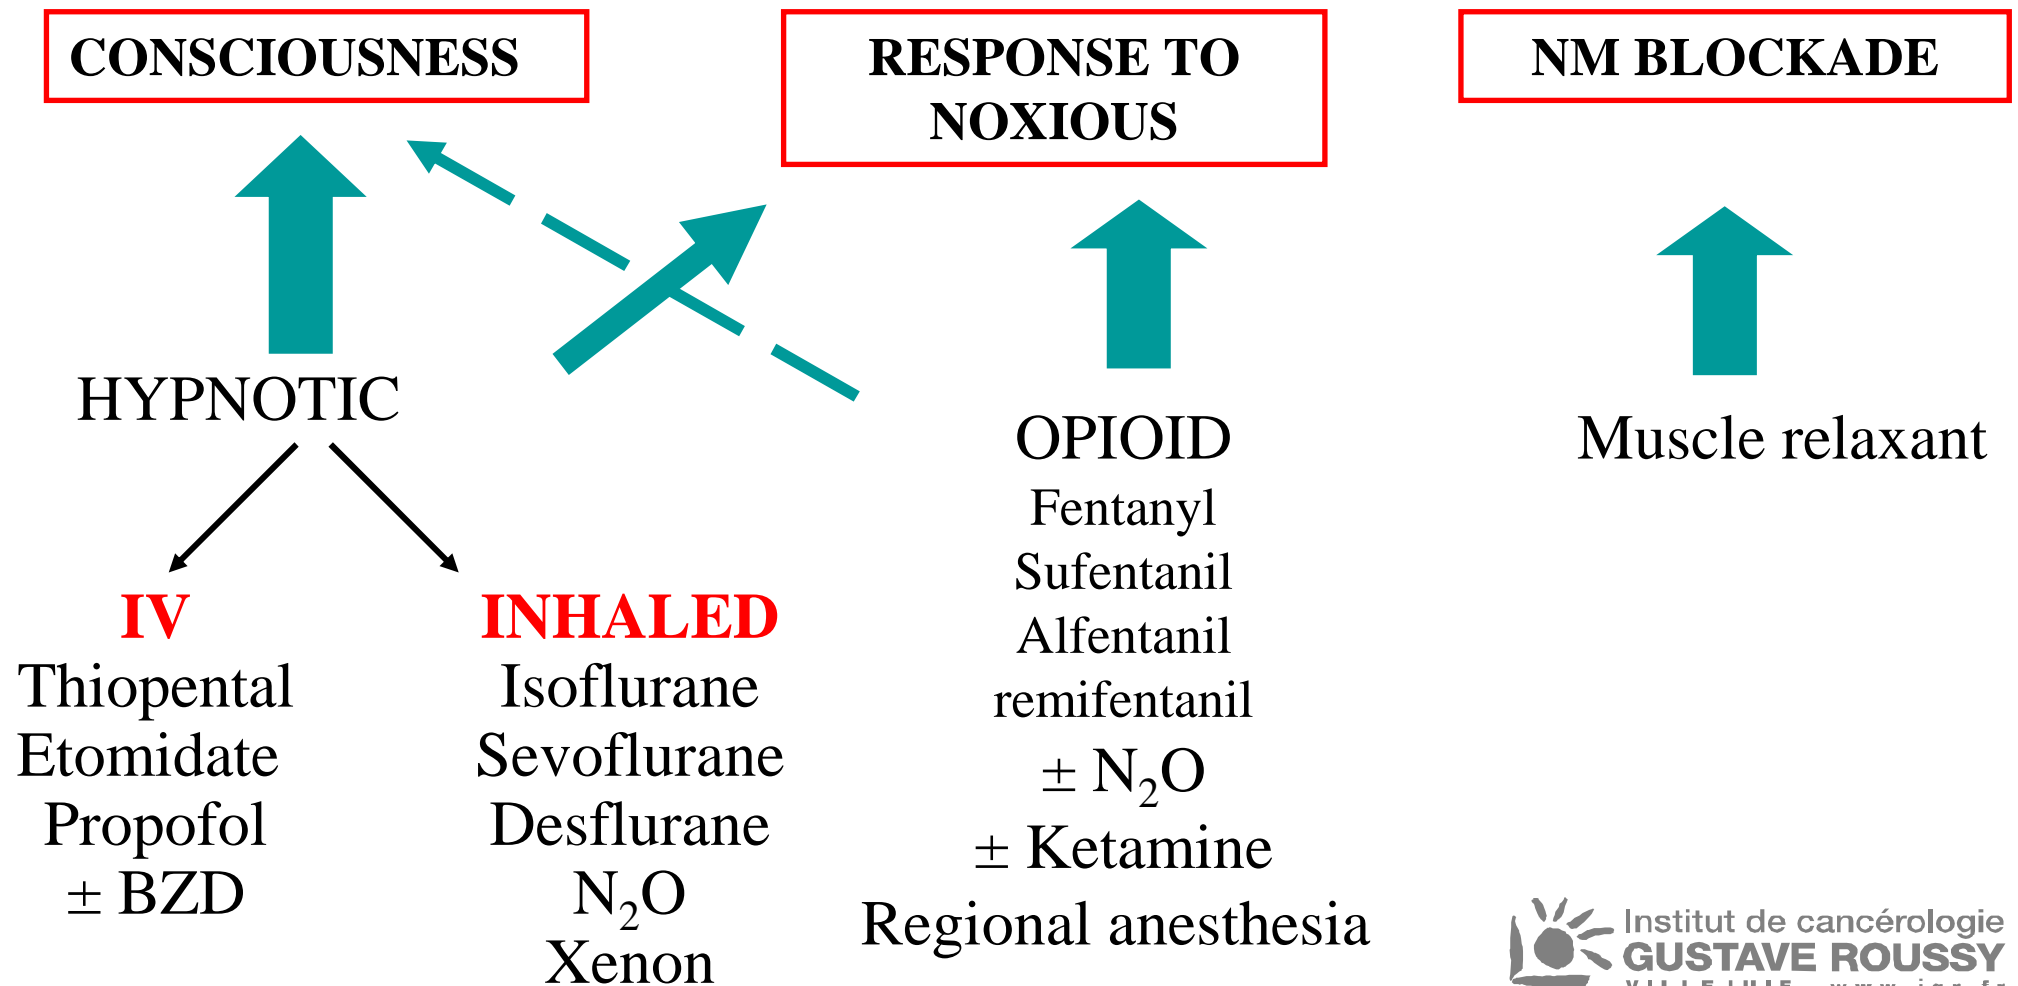 CONSCIOUSNESS
RESPONSE TO
NOXIOUS
NM BLOCKADE
HYPNOTIC
IV
Thiopental
Etomidate
Propofol
± BZD
INHALED
Isoflurane
Sevoflurane
Desflurane
N₂O
Xenon
OPIOID
Fentanyl
Sufentanil
Alfentanil
remifentanil
± N₂O
± Ketamine
Regional anesthesia
Muscle relaxant
Institut de cancérologie
GUSTAVE ROUSSY